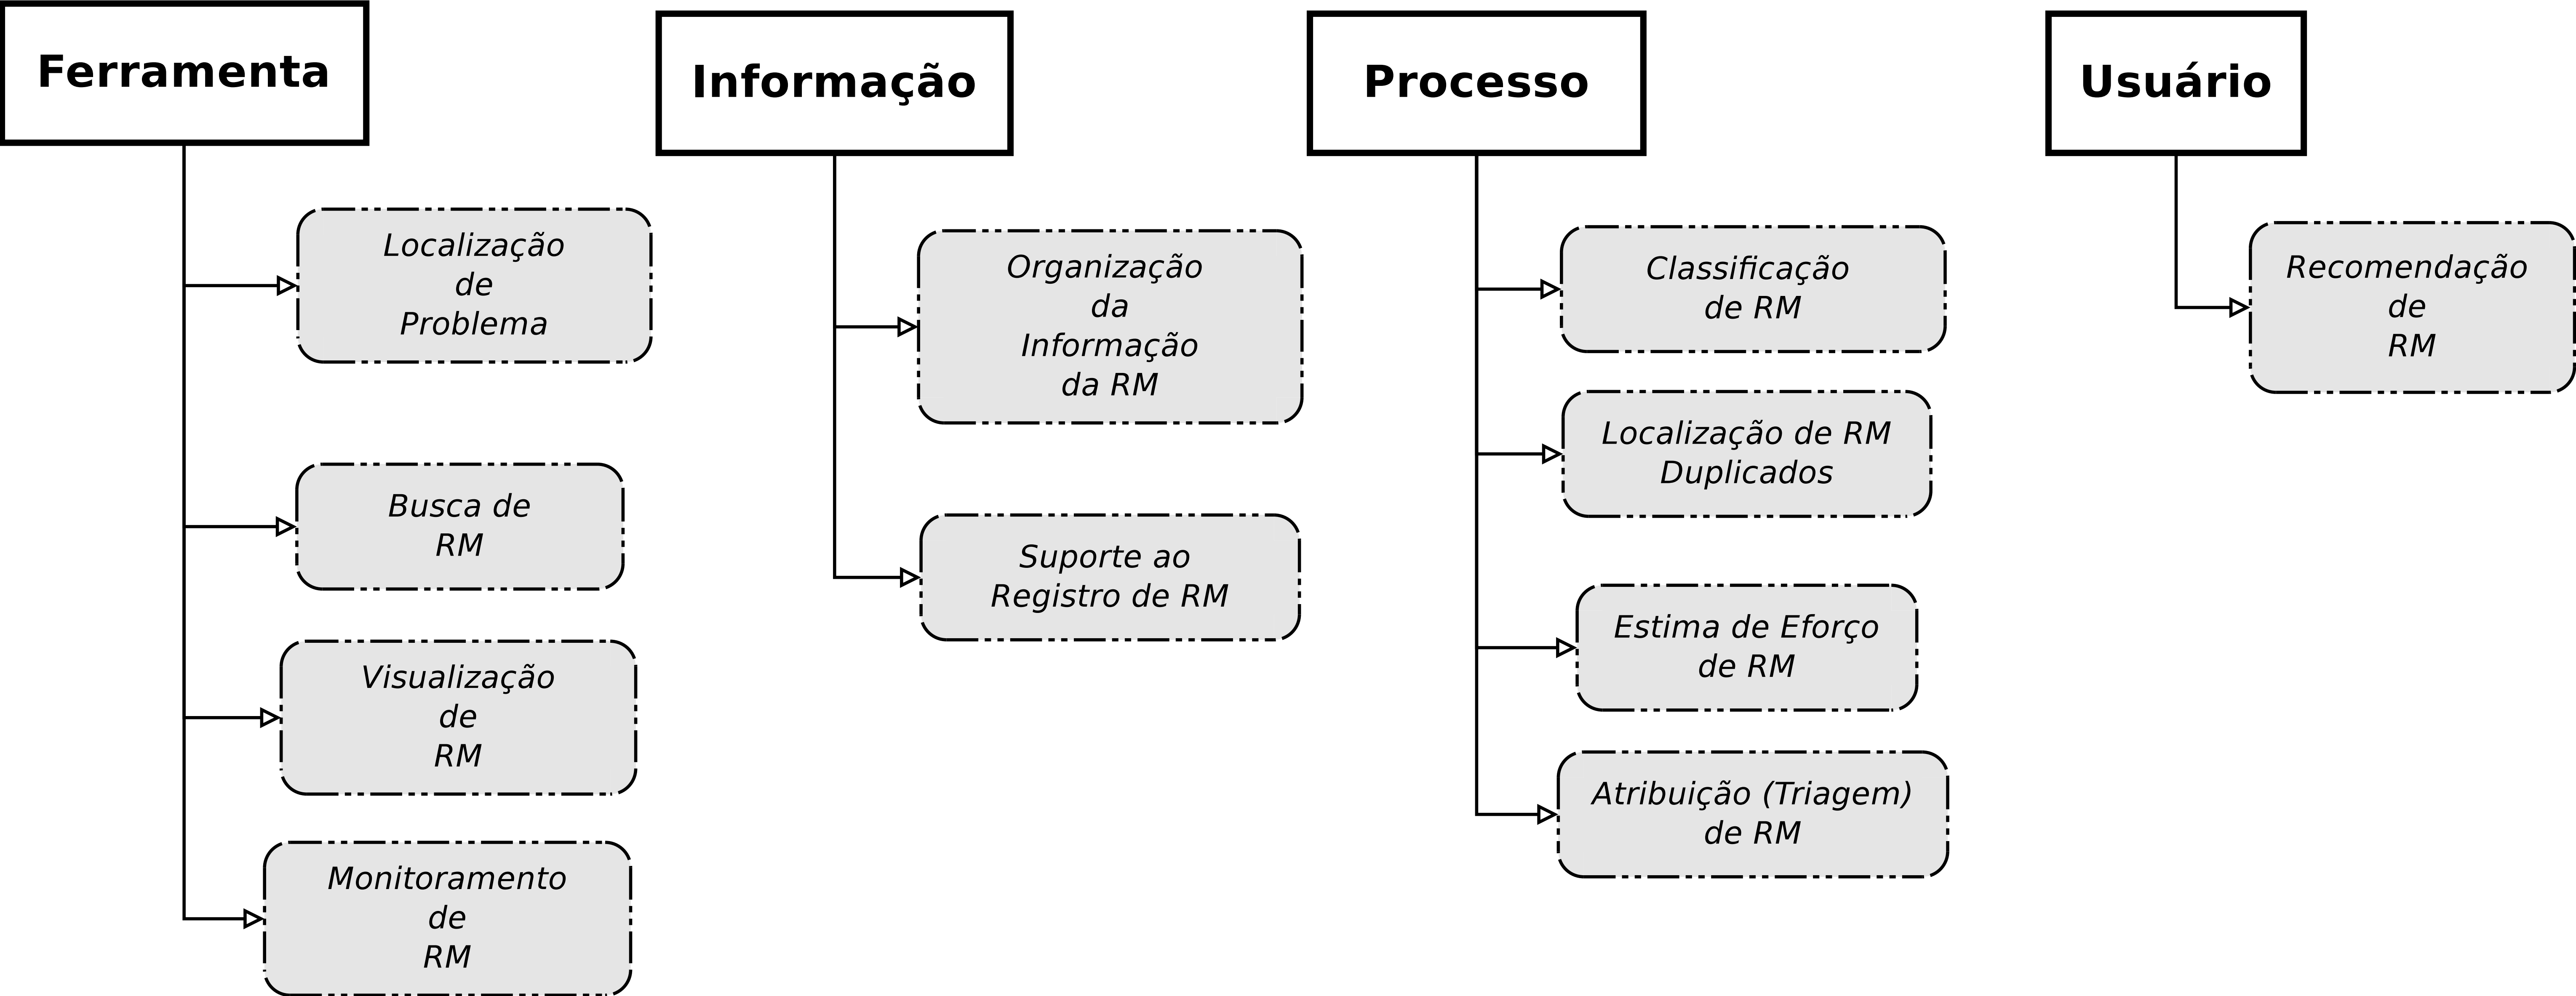 Ferramenta
Localização
de
Problema
Busca de
RM
Visualização
de
RM
Monitoramento
de
RM
Informação
Organização
da
Informação
da RM
Suporte ao
Registro de RM
Processo
Classificação
de RM
Localização de RM
Duplicados
Estima de Eforço
de RM
Atribuição (Triagem)
de RM
Usuário
Recomendação
de
RM